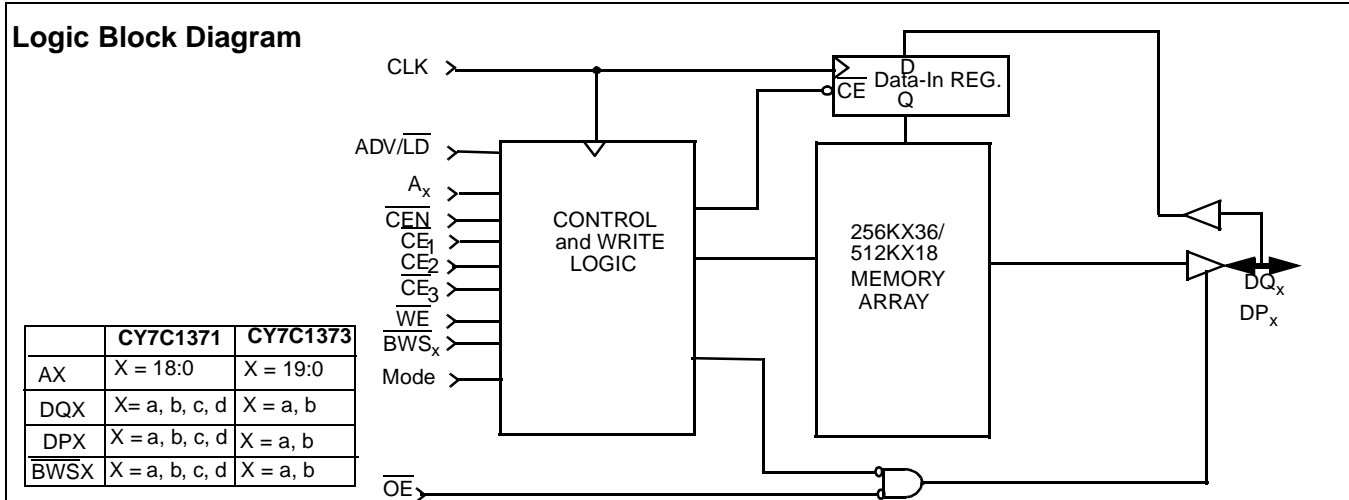 Logic Block Diagram
CLK
D
CE Data-In REG.
Q
ADV/LD
Ax
CEN
CE1
CE2
CE3
WE
BWSx
Mode
OE
CONTROL
and WRITE
LOGIC
256KX36/
512KX18
MEMORY
ARRAY
DQx
DPx
CY7C1371 CY7C1373
AX X = 18:0 X = 19:0
DQX X= a, b, c, d X = a, b
DPX X = a, b, c, d X = a, b
BWSX X = a, b, c, d X = a, b